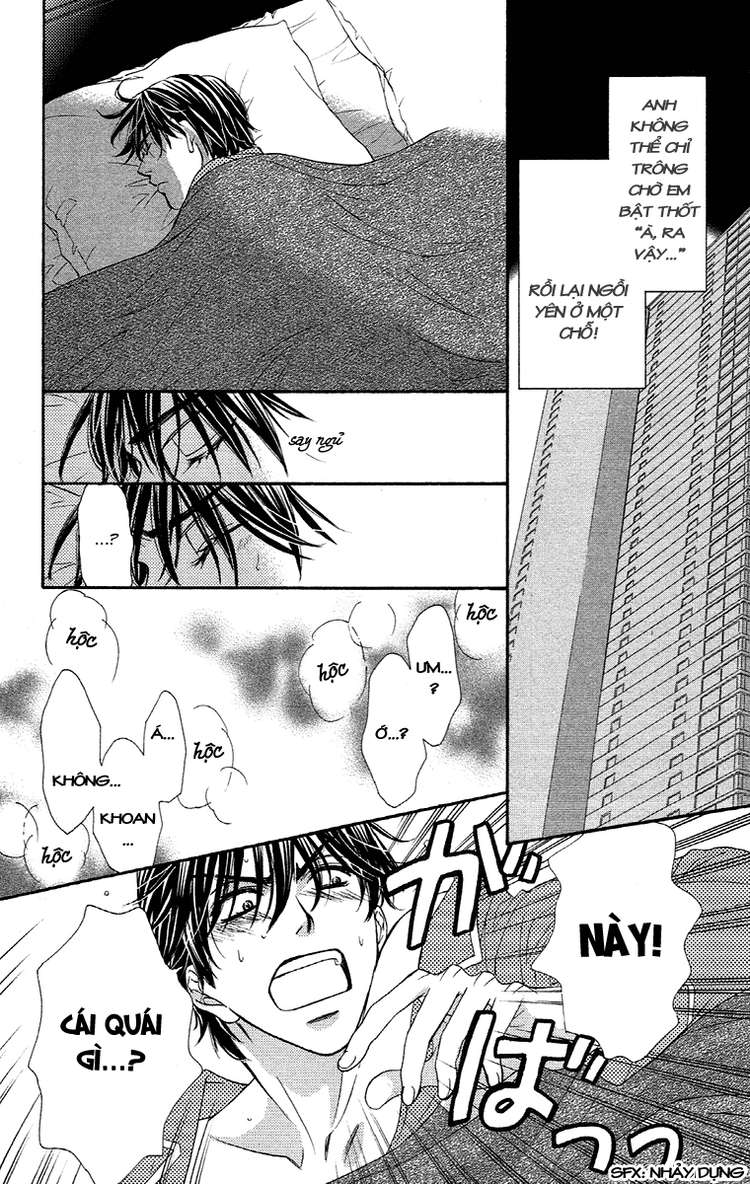 ANH
KHÔNG
THỂ CHỈ
TRÔNG
CHỜ EM
BẬT THỐT
"À, RA
VẬY..."
RỒI LẠI NGỒI
YÊN Ở MỘT
CHỖ!
say ngủ
...?
hộc
ƯM...
?
hộc
Ớ...?
hộc
Á...
hộc
KHÔNG...
KHOAN
...
hộc
NÀY!
ガ
ばっっ
CÁI QUÁI
GÌ...?
SFX: NHẢY DỰNG